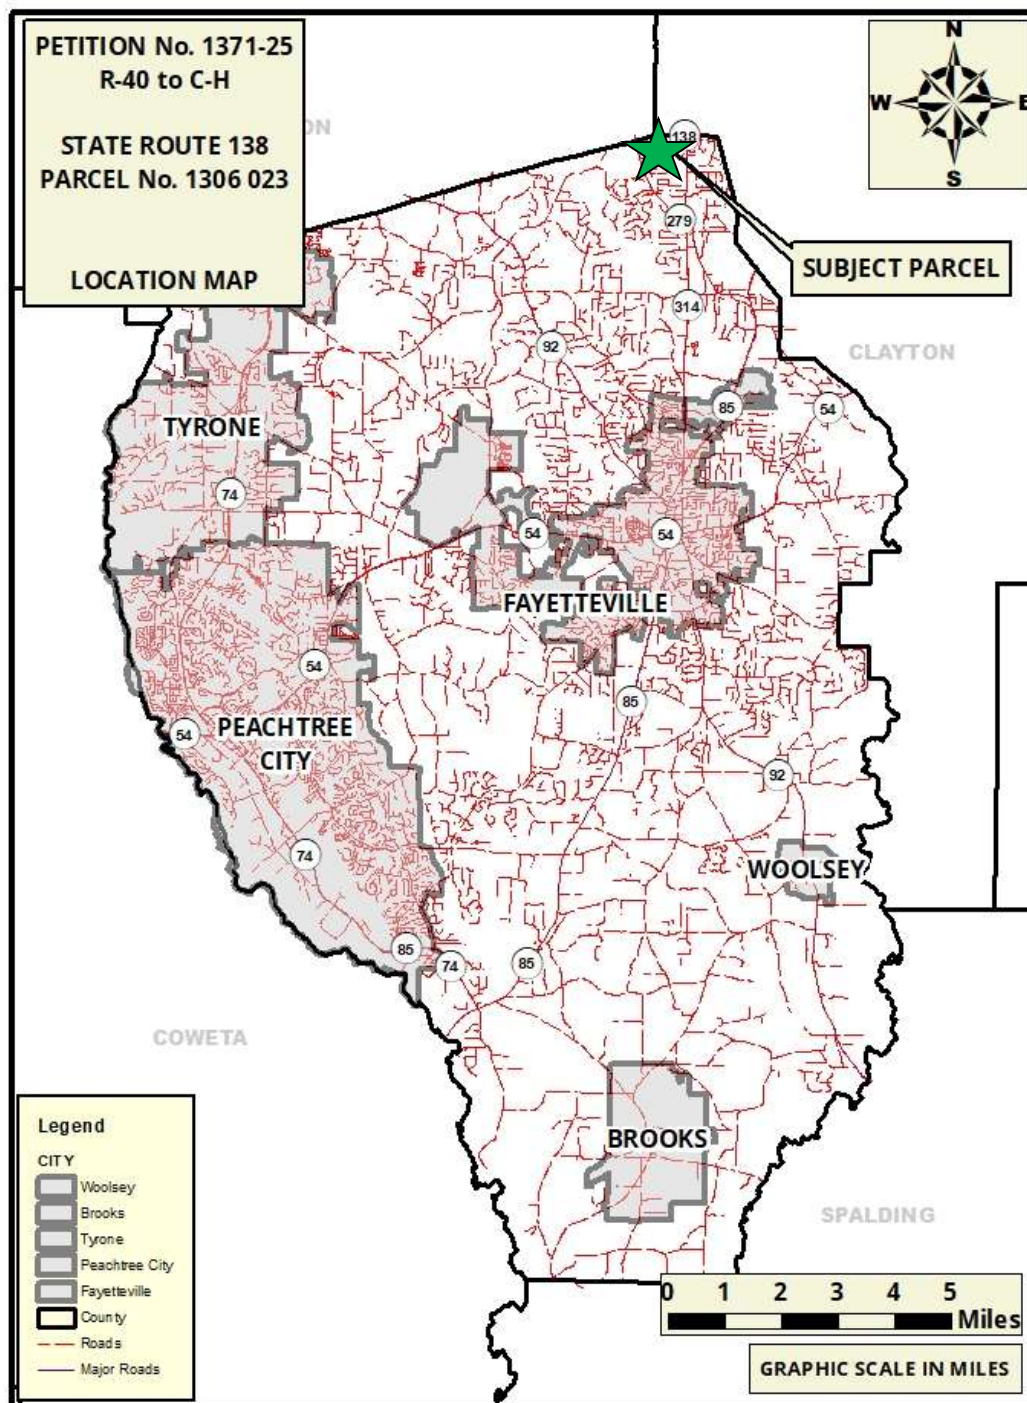 PETITION No. 1371-25
R-40 to C-H
STATE ROUTE 138
PARCEL No. 1306 023
LOCATION MAP
ON
N
W
E
S
138
279
SUBJECT PARCEL
314
92
CLAYTON
85
54
TYRONE
74
54
54
FAYETTEVILLE
54
85
PEACHTREE
CITY
54
92
74
WOOLSEY
85
74
85
COWETA
BROOKS
SPALDING
Legend
CITY
Woolsey
Brooks
Tyrone
Peachtree City
Fayetteville
County
Roads
Major Roads
0 1 2 3 4 5
Miles
GRAPHIC SCALE IN MILES